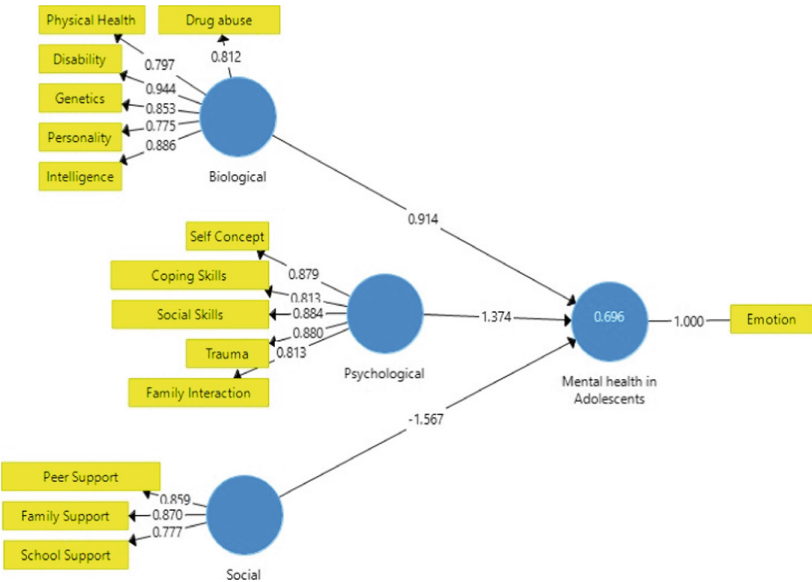 Physical Health
Drug abuse
0.812
Disability
0.797
0.944
Genetics
0.853
0.775
Personality
0.886
Intelligence
Biological
0.914
Self Concept
0.879
Coping Skills
0.813
Social Skills
0.884
0.880
Trauma
0.813
Family Interaction
Psychological
1.374
0.696
1.000
Emotion
Mental health in
Adolescents
-1.567
Peer Support
0.859
Family Support
0.870
0.777
School Support
Social